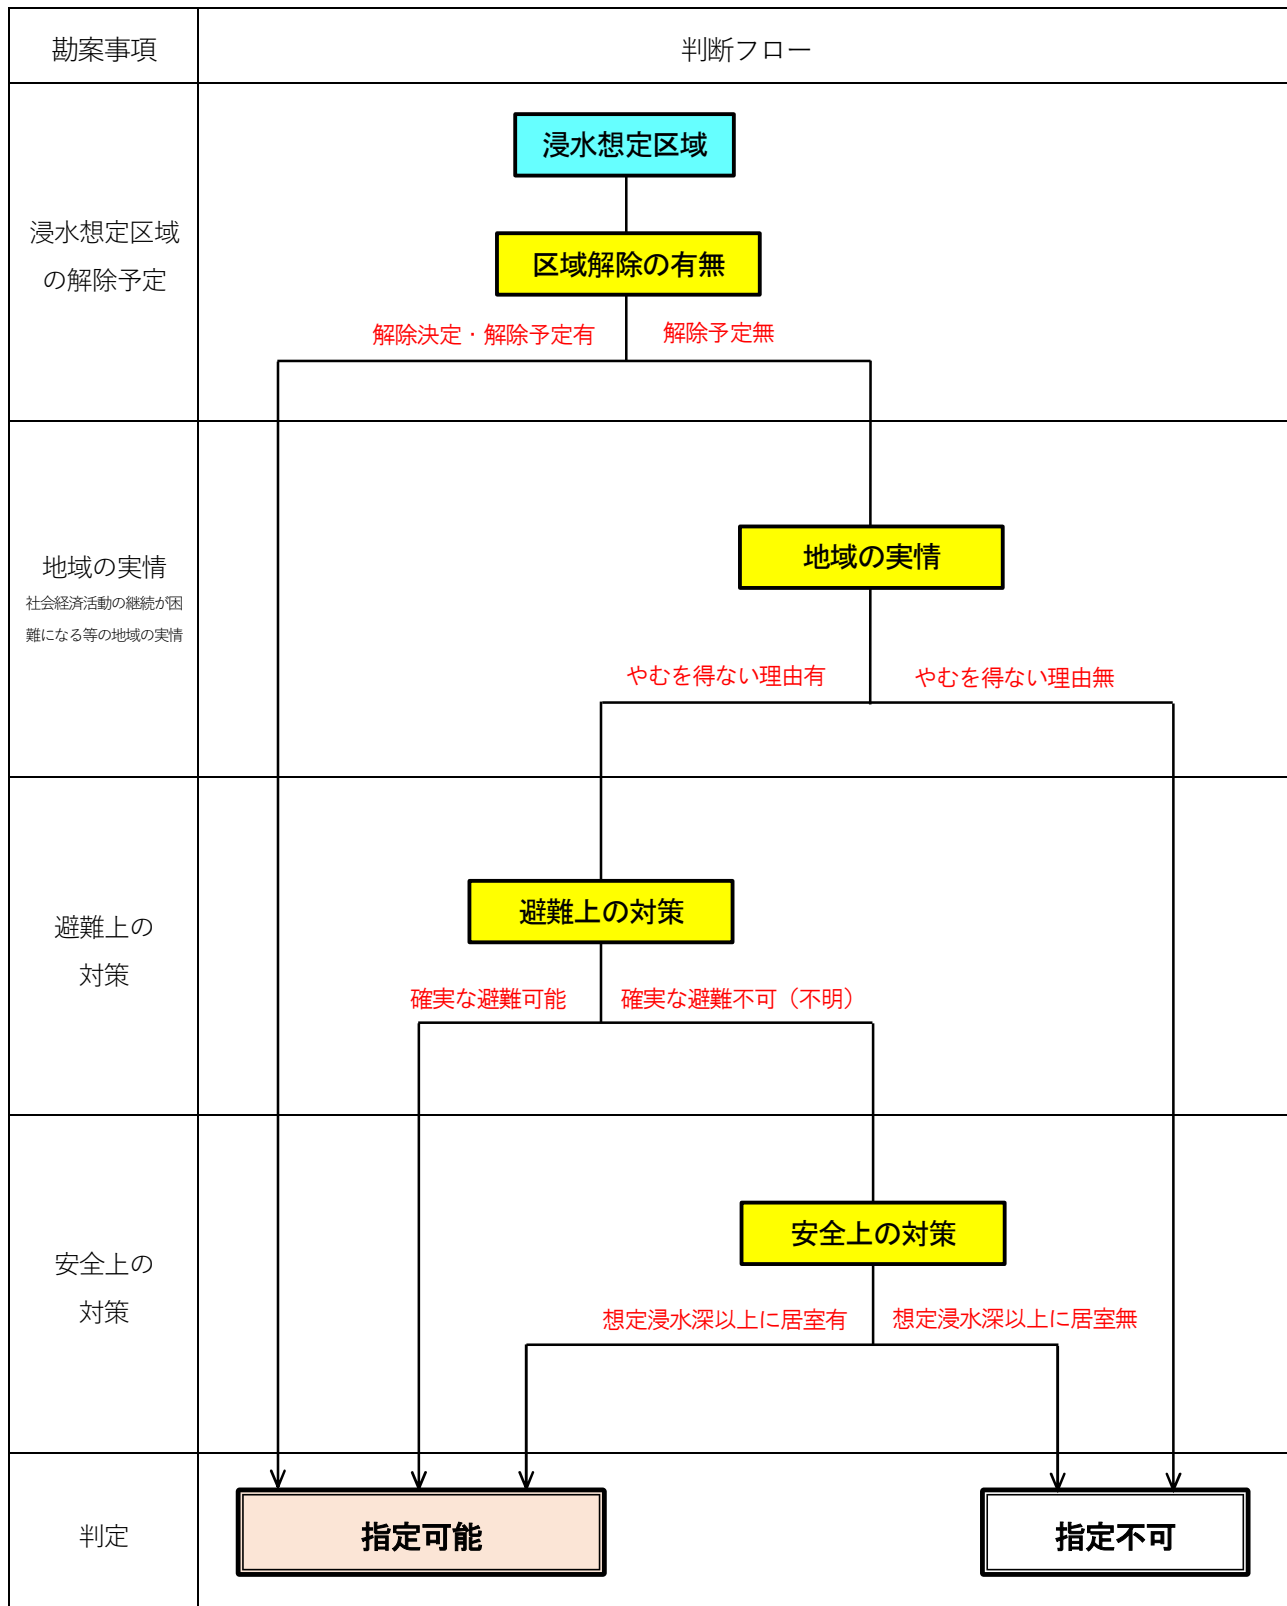 勘案事項
判断フロー
浸水想定区域
の解除予定
浸水想定区域
区域解除の有無
解除決定・解除予定有
解除予定無
地域の実情
社会経済活動の継続が困
難になる等の地域の実情
地域の実情
やむを得ない理由有
やむを得ない理由無
避難上の
対策
避難上の対策
確実な避難可能
確実な避難不可（不明）
安全上の
対策
安全上の対策
想定浸水深以上に居室有
想定浸水深以上に居室無
判定
指定可能
指定不可